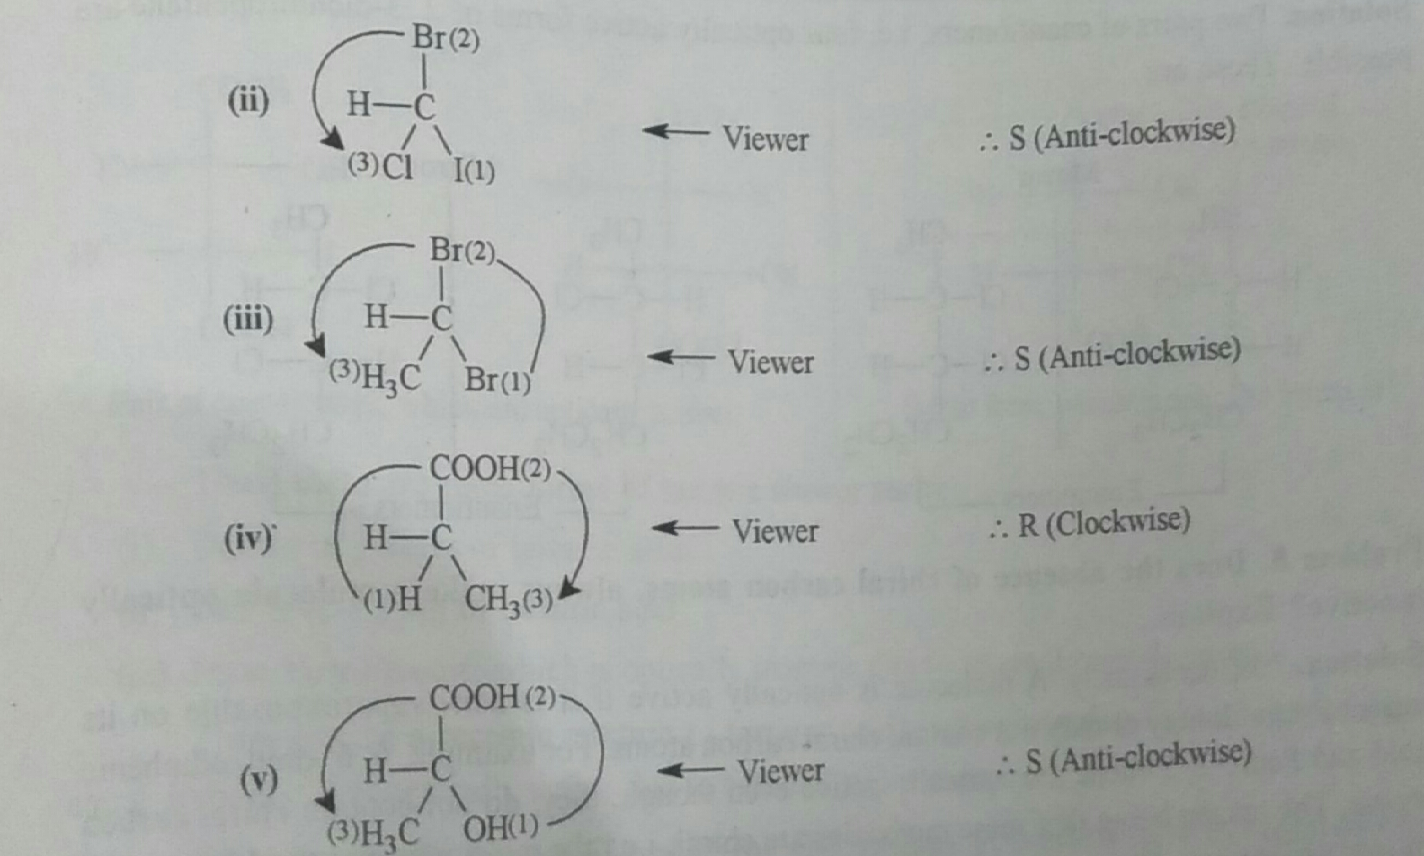 Br(2)
(ii) H—C ← Viewer ∴ S (Anti-clockwise)
(3)Cl I(1)
Br(2)
(iii) H—C ← Viewer ∴ S (Anti-clockwise)
(3)H₃C Br(1)
COOH(2)
(iv) H—C ← Viewer ∴ R (Clockwise)
(1)H CH₃(3)
COOH(2)
(v) H—C ← Viewer ∴ S (Anti-clockwise)
(3)H₃C OH(1)